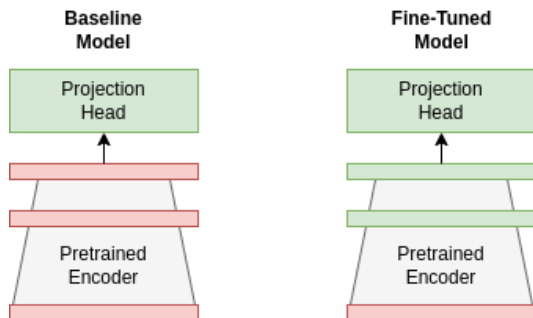 Baseline
Model
Projection
Head
Pretrained
Encoder
Fine-Tuned
Model
Projection
Head
Pretrained
Encoder